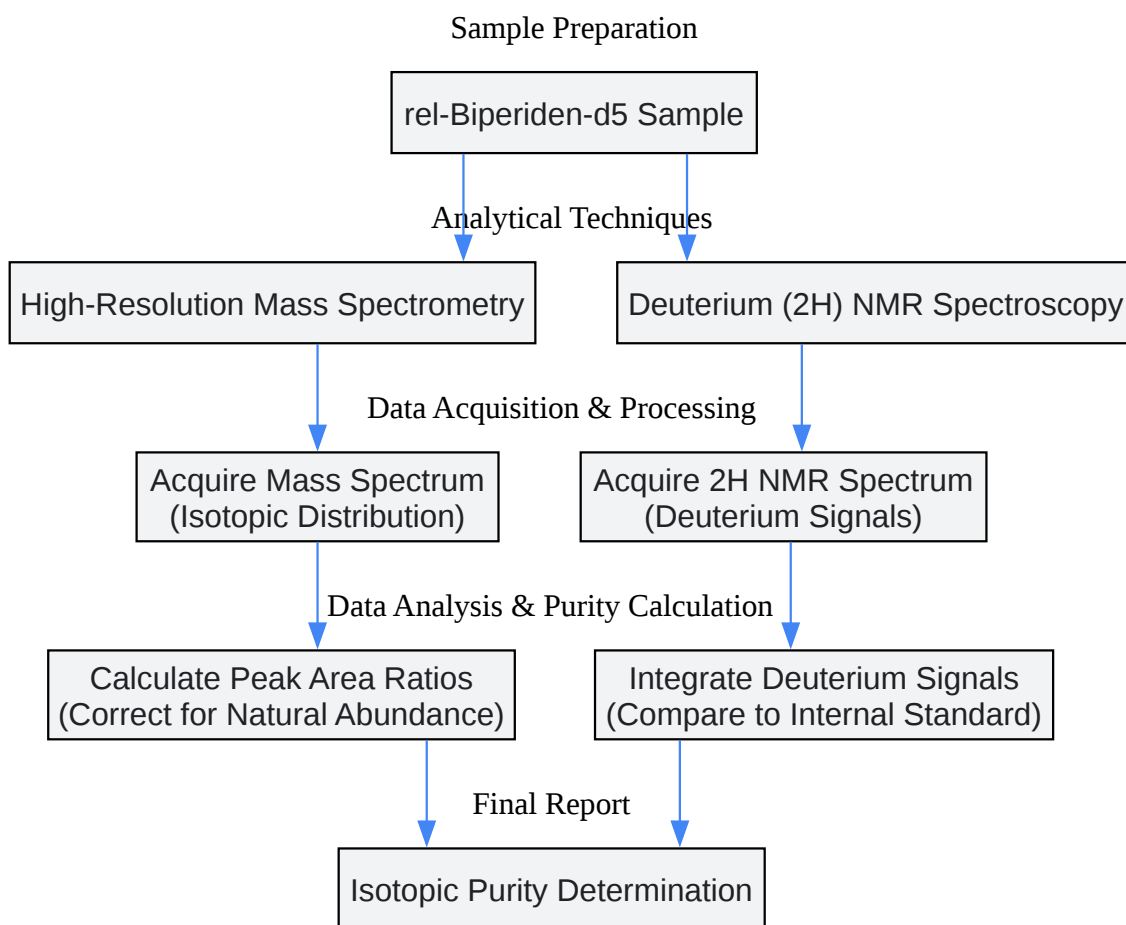 Sample Preparation
rel-Biperiden-d5 Sample
Analytical Techniques
High-Resolution Mass Spectrometry
Deuterium (2H) NMR Spectroscopy
Data Acquisition & Processing
Acquire Mass Spectrum
(Isotopic Distribution)
Acquire 2H NMR Spectrum
(Deuterium Signals)
Data Analysis & Purity Calculation
Calculate Peak Area Ratios
(Correct for Natural Abundance)
Integrate Deuterium Signals
(Compare to Internal Standard)
Final Report
Isotopic Purity Determination